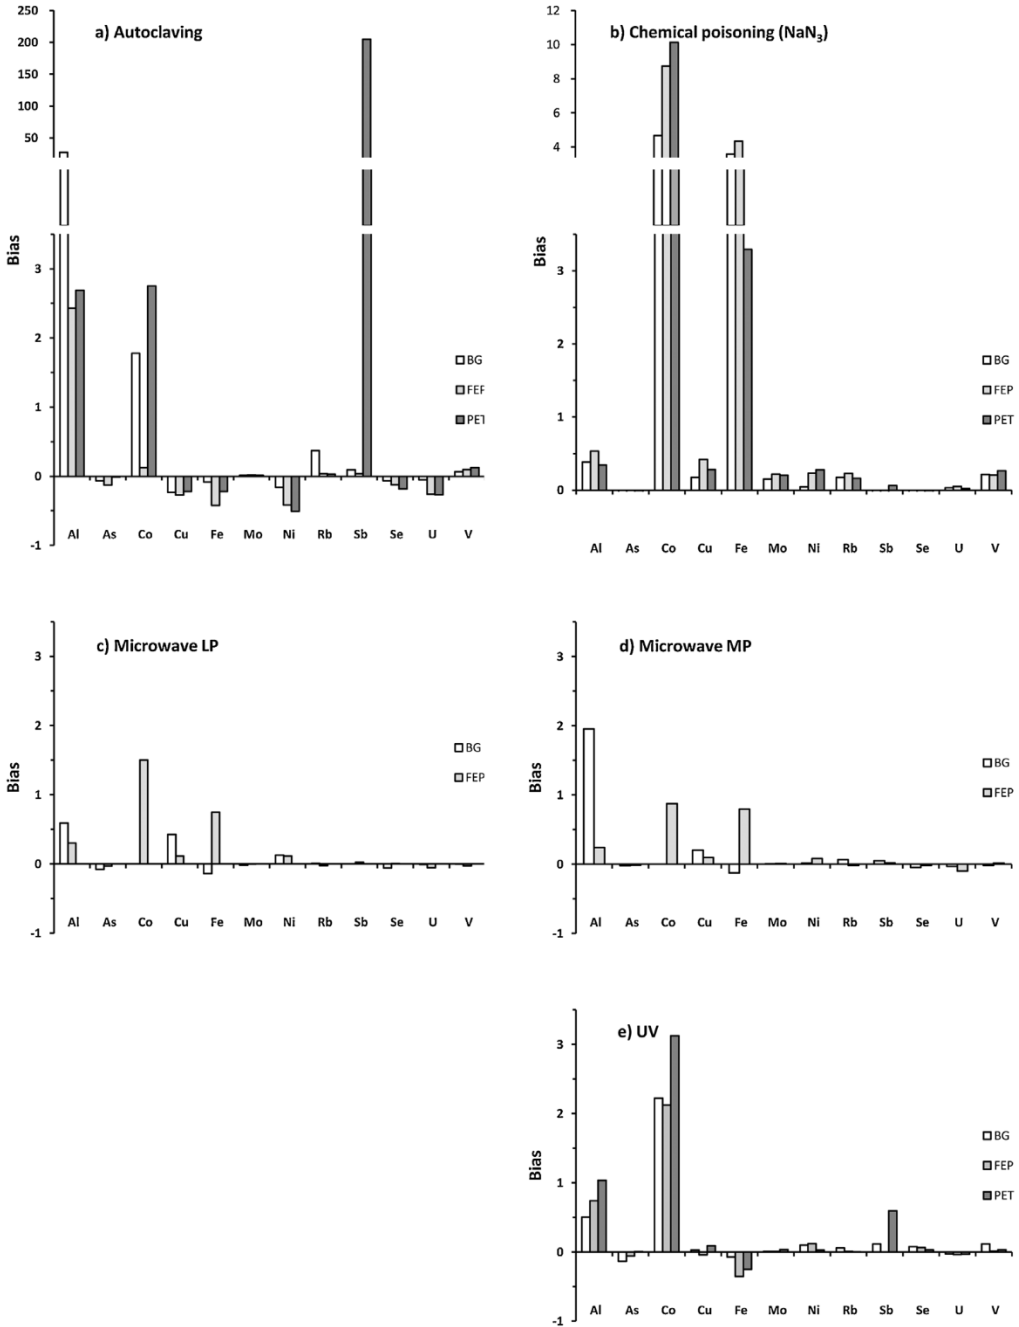 a) Autoclaving
250
200
150
100
50
3
2
1
0
-1
Bias
BG
FEP
PET
Al As Co Cu Fe Mo Ni Rb Sb Se U V
b) Chemical poisoning (NaN₃)
12
10
8
6
4
3
2
1
0
Bias
BG
FEP
PET
Al As Co Cu Fe Mo Ni Rb Sb Se U V
c) Microwave LP
3
2
1
0
-1
Bias
BG
FEP
Al As Co Cu Fe Mo Ni Rb Sb Se U V
d) Microwave MP
3
2
1
0
-1
Bias
BG
FEP
Al As Co Cu Fe Mo Ni Rb Sb Se U V
e) UV
3
2
1
0
-1
Bias
BG
FEP
PET
Al As Co Cu Fe Mo Ni Rb Sb Se U V